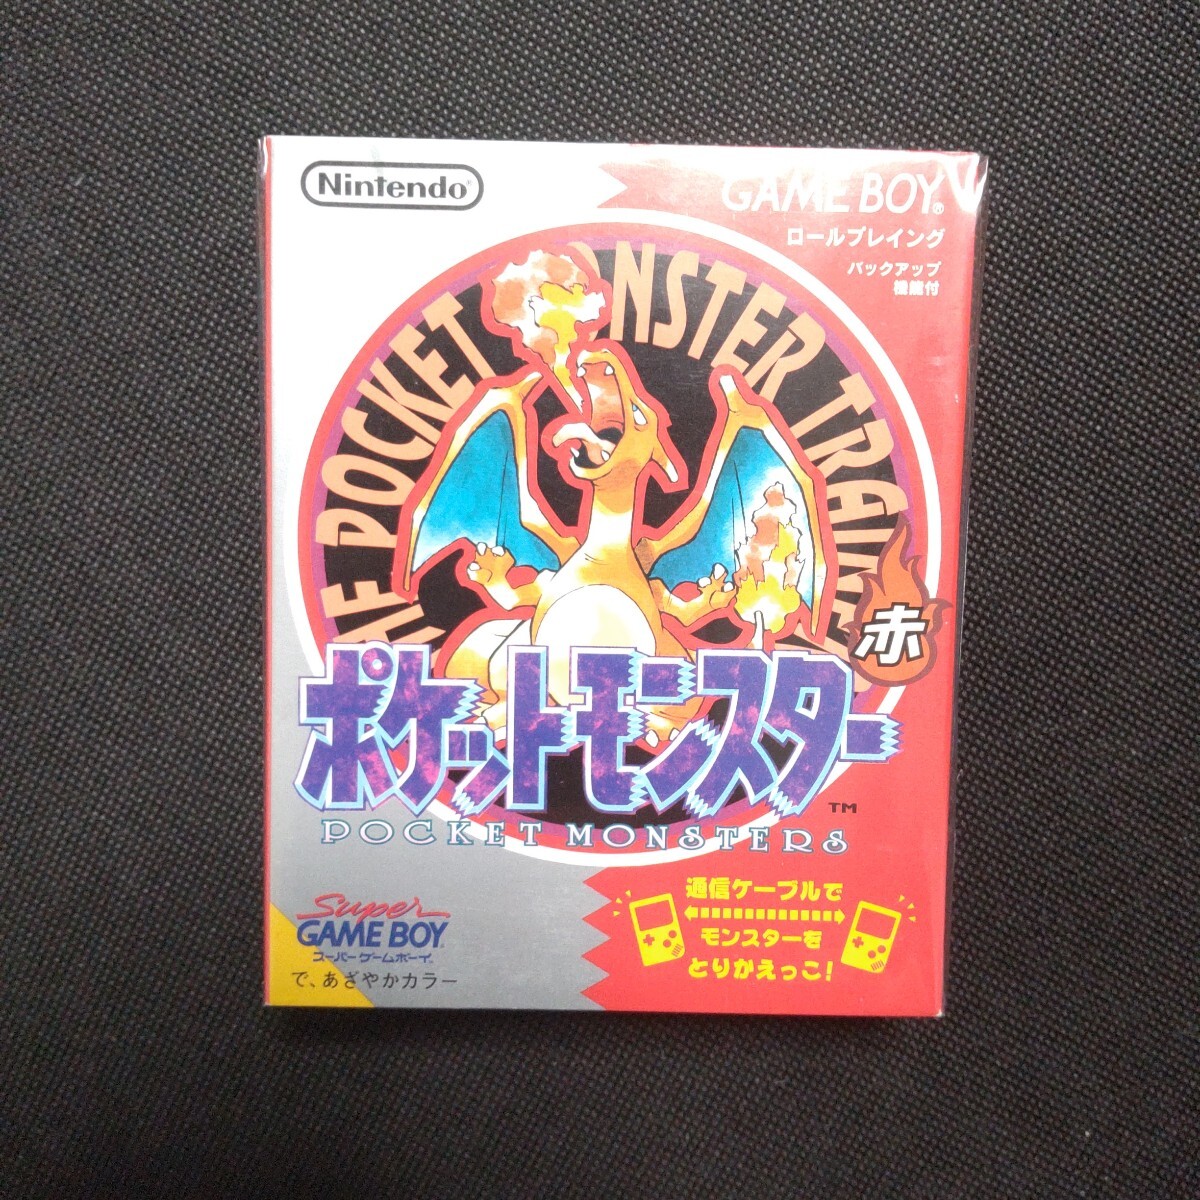 Nintendo®
GAME BOY®
ロールプレイング
バックアップ
機能付
THE POCKET MONSTER TRAINER
赤
ポケットモンスター
TM
POCKET MONSTERS
Super
GAME BOY
スーパーゲームボーイ
で、あざやかカラー
通信ケーブルで
モンスターを
とりかえっこ!